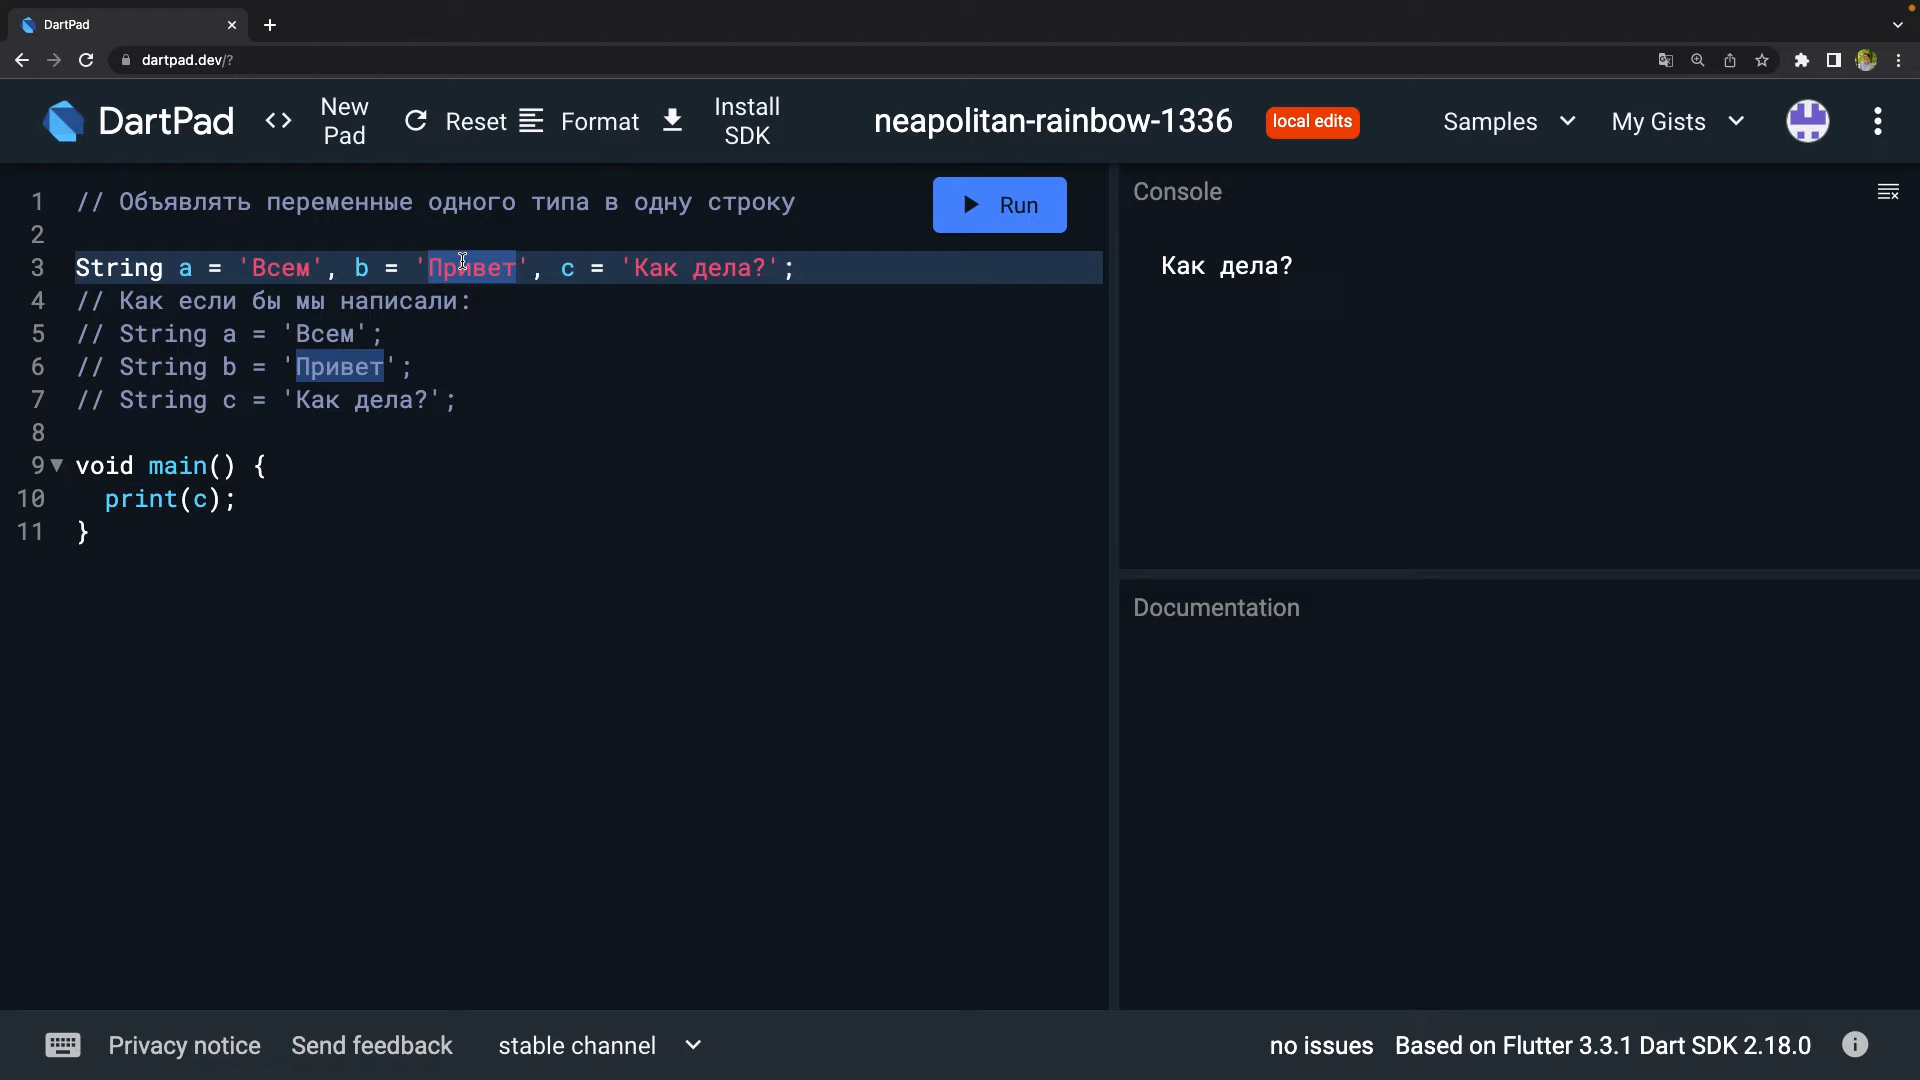 DartPad
dartpad.dev/?
DartPad
<> New Pad
Reset
Format
Install SDK
neapolitan-rainbow-1336
local edits
Samples
My Gists
1 // Объявлять переменные одного типа в одну строку
2
3 String a = 'Всем', b = 'Привет', c = 'Как дела?';
4 // Как если бы мы написали:
5 // String a = 'Всем';
6 // String b = 'Привет';
7 // String c = 'Как дела?';
8
9 void main() {
10 print(c);
11 }
Run
Console
Как дела?
Documentation
Privacy notice
Send feedback
stable channel
no issues
Based on Flutter 3.3.1 Dart SDK 2.18.0